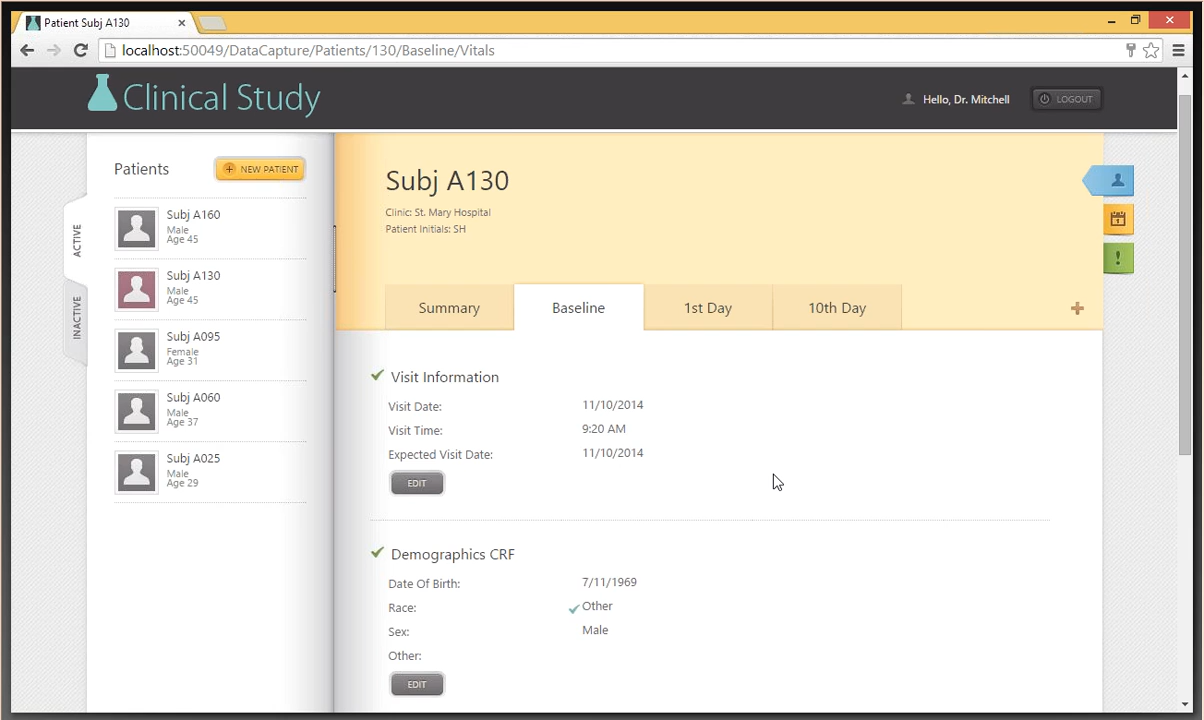 Patient Subj A130
localhost:50049/DataCapture/Patients/130/Baseline/Vitals
Clinical Study
Hello, Dr. Mitchell
LOGOUT
ACTIVE
INACTIVE
Patients
NEW PATIENT
Subj A160
Male
Age 45
Subj A130
Male
Age 45
Subj A095
Female
Age 31
Subj A060
Male
Age 37
Subj A025
Male
Age 29
Subj A130
Clinic: St. Mary Hospital
Patient Initials: SH
Summary Baseline 1st Day 10th Day
Visit Information
Visit Date: 11/10/2014
Visit Time: 9:20 AM
Expected Visit Date: 11/10/2014
EDIT
Demographics CRF
Date Of Birth: 7/11/1969
Race: Other
Sex: Male
Other:
EDIT